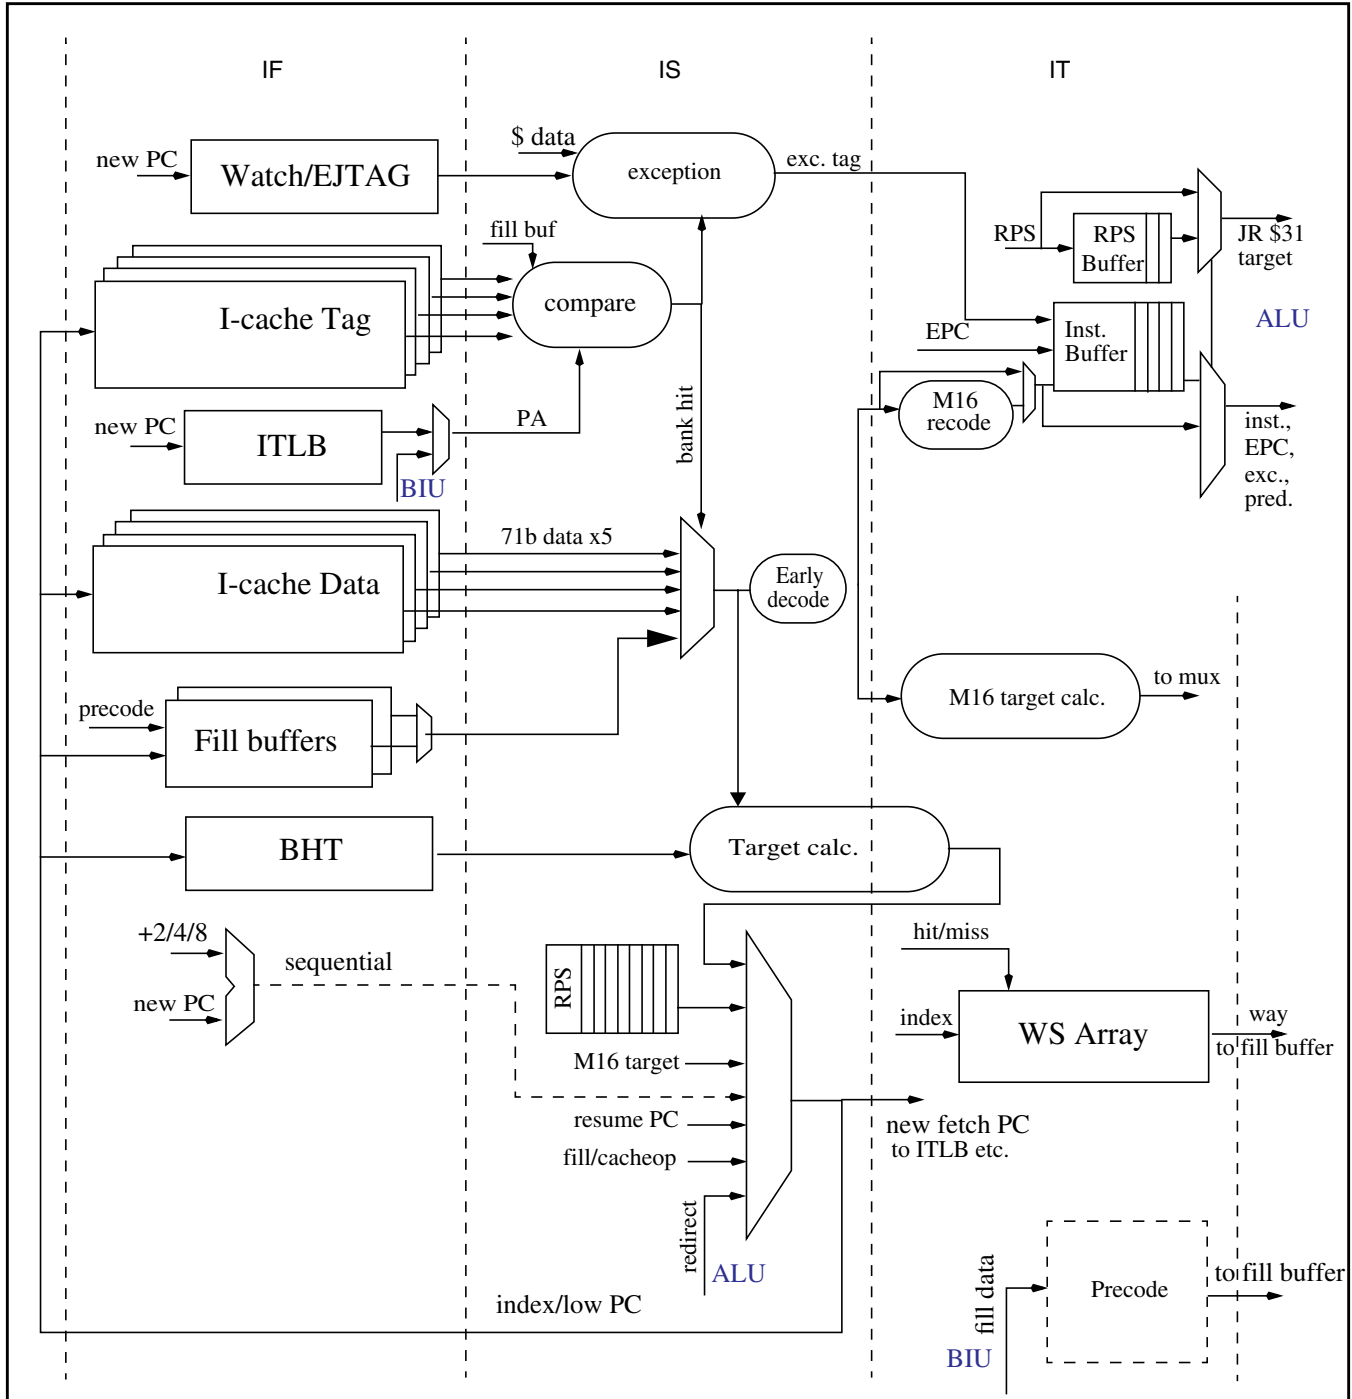 IF
IS
IT
new PC
Watch/EJTAG
$ data
exception
exc. tag
fill buf
RPS
RPS
Buffer
JR $31
target
I-cache Tag
compare
ALU
EPC
Inst.
Buffer
new PC
ITLB
BIU
PA
bank hit
M16
recode
inst.,
EPC,
exc.,
pred.
I-cache Data
71b data x5
Early
decode
precode
Fill buffers
M16 target calc.
to mux
BHT
Target calc.
+2/4/8
new PC
sequential
RPS
M16 target
resume PC
fill/cacheop
redirect
ALU
hit/miss
index
WS Array
way
to fill buffer
new fetch PC
to ITLB etc.
index/low PC
fill data
BIU
Precode
to fill buffer